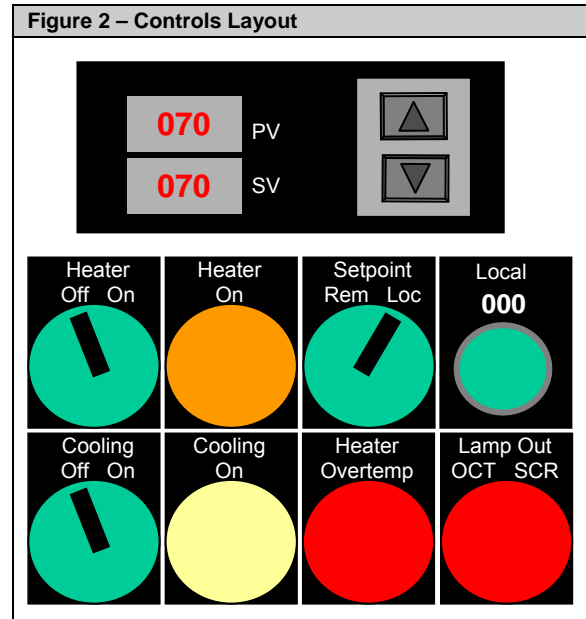 Figure 2 – Controls Layout
070 PV
070 SV
Heater
Off On
Heater
On
Setpoint
Rem Loc
Local
000
Cooling
Off On
Cooling
On
Heater
Overtemp
Lamp Out
OCT SCR